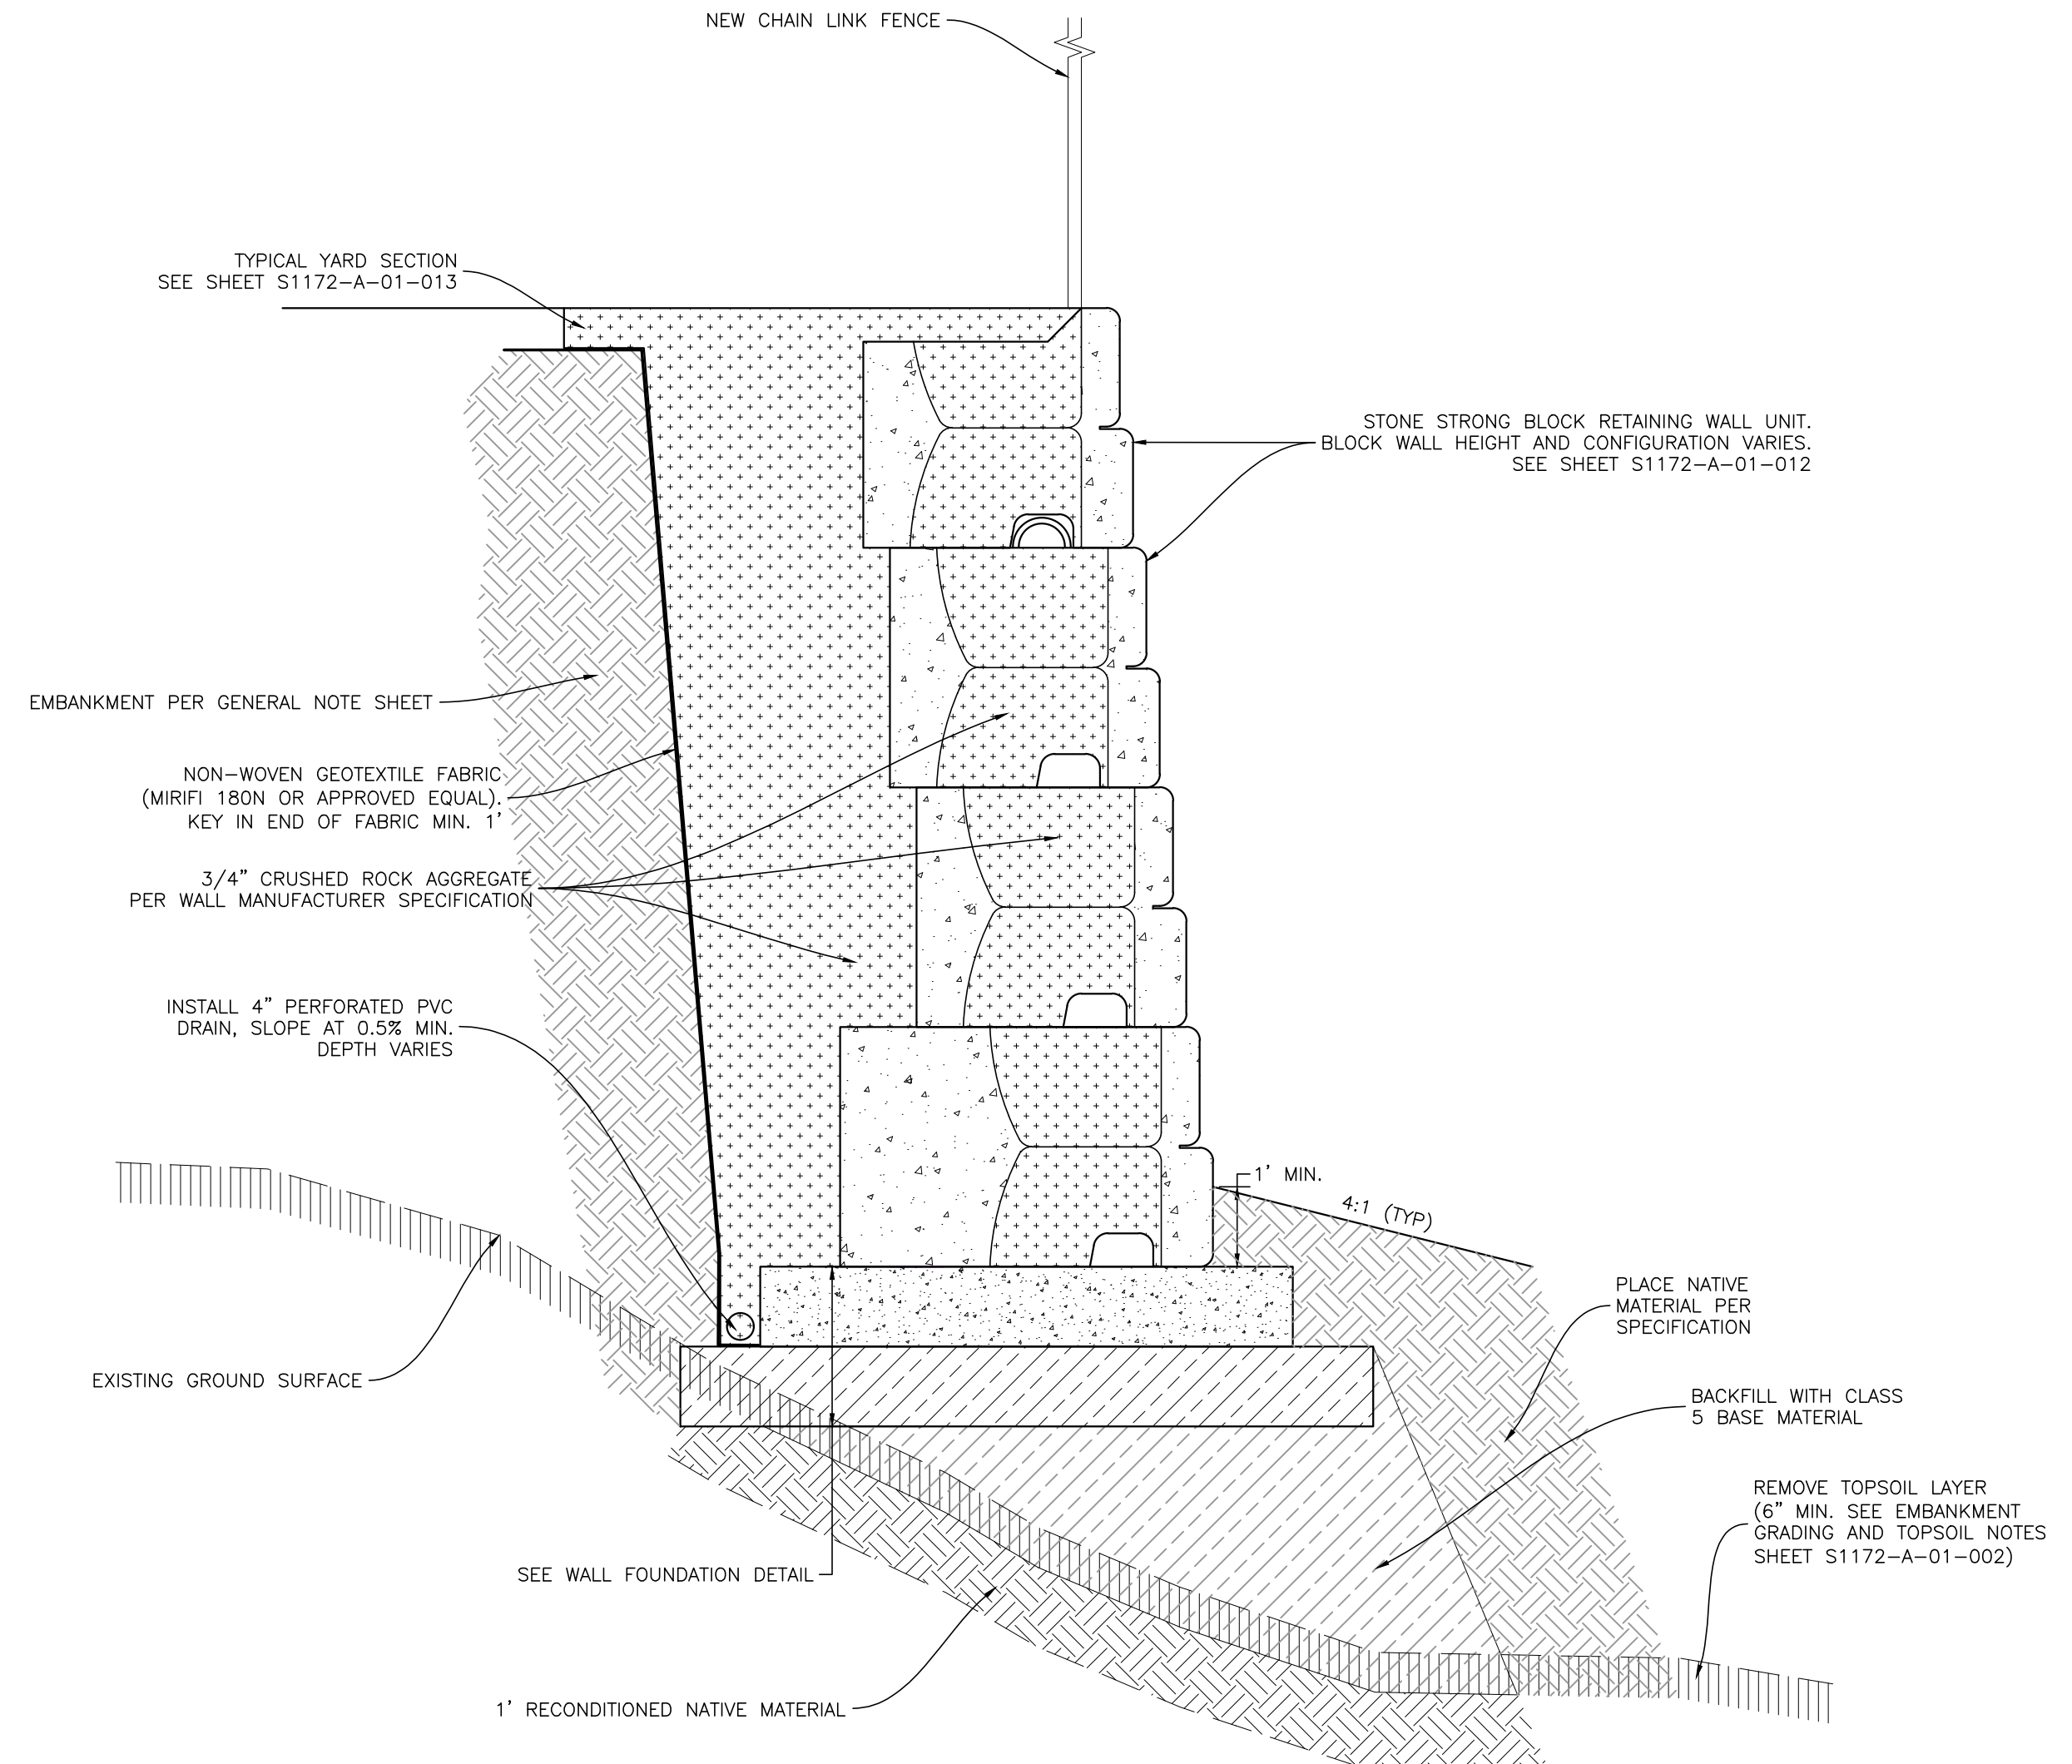 NEW CHAIN LINK FENCE
TYPICAL YARD SECTION
SEE SHEET S1172-A-01-013
STONE STRONG BLOCK RETAINING WALL UNIT.
BLOCK WALL HEIGHT AND CONFIGURATION VARIES.
SEE SHEET S1172-A-01-012
EMBANKMENT PER GENERAL NOTE SHEET
NON-WOVEN GEOTEXTILE FABRIC
(MIRIFI 180N OR APPROVED EQUAL).
KEY IN END OF FABRIC MIN. 1'
3/4" CRUSHED ROCK AGGREGATE
PER WALL MANUFACTURER SPECIFICATION
INSTALL 4" PERFORATED PVC
DRAIN, SLOPE AT 0.5% MIN.
DEPTH VARIES
1' MIN.
4:1 (TYP)
PLACE NATIVE
MATERIAL PER
SPECIFICATION
EXISTING GROUND SURFACE
BACKFILL WITH CLASS
5 BASE MATERIAL
REMOVE TOPSOIL LAYER
(6" MIN. SEE EMBANKMENT
GRADING AND TOPSOIL NOTES
SHEET S1172-A-01-002)
SEE WALL FOUNDATION DETAIL
1' RECONDITIONED NATIVE MATERIAL